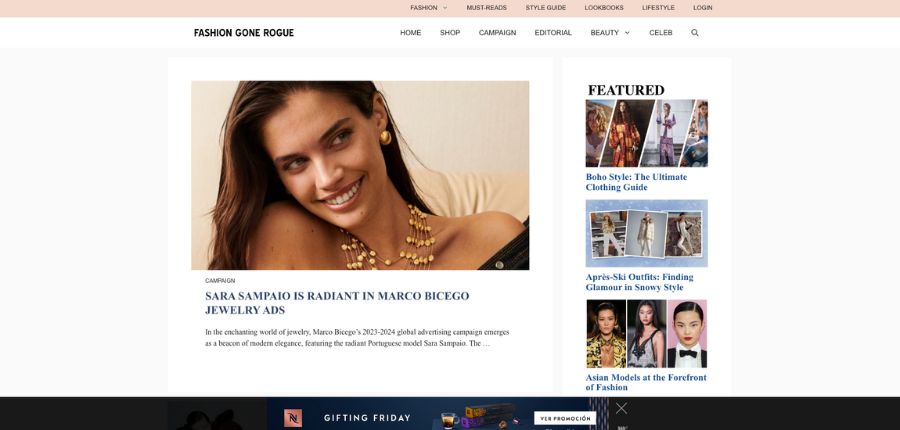 FASHION
MUST-READS
STYLE GUIDE
LOOKBOOKS
LIFESTYLE
LOGIN
FASHION GONE ROGUE
HOME
SHOP
CAMPAIGN
EDITORIAL
BEAUTY
CELEB
CAMPAIGN
SARA SAMPAIO IS RADIANT IN MARCO BICEGO
JEWELRY ADS
In the enchanting world of jewelry, Marco Bicego's 2023-2024 global advertising campaign emerges
as a beacon of modern elegance, featuring the radiant Portuguese model Sara Sampaio. The …
FEATURED
Boho Style: The Ultimate
Clothing Guide
Après-Ski Outfits: Finding
Glamour in Snowy Style
Asian Models at the Forefront
of Fashion
GIFTING FRIDAY
VER PROMOCIÓN